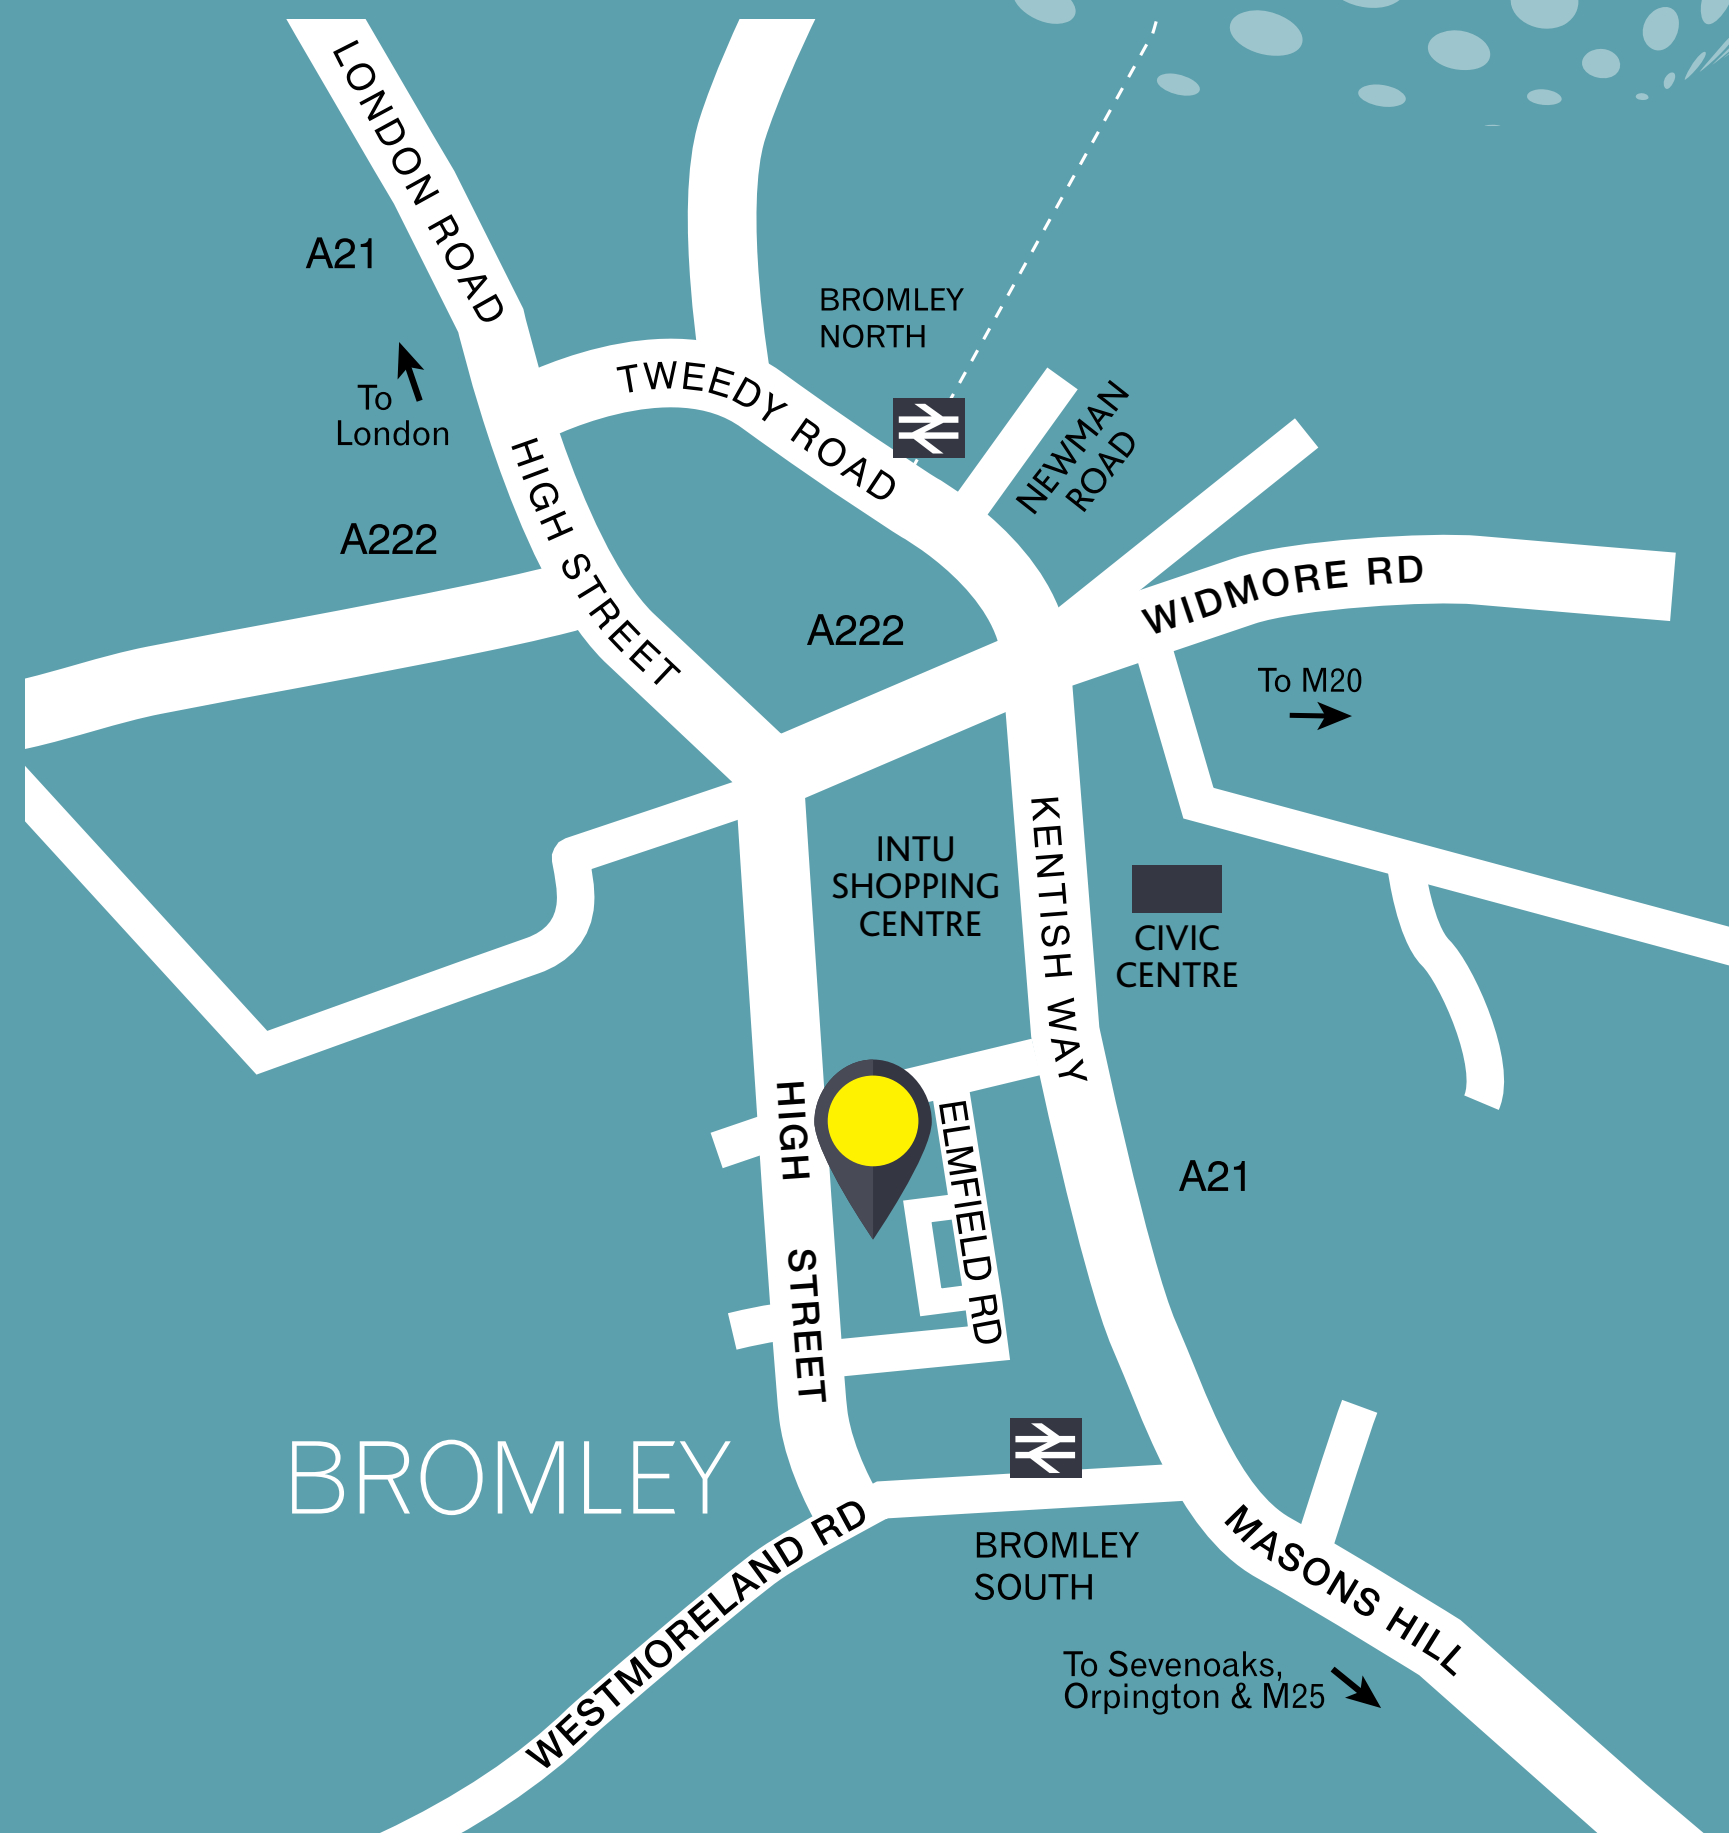 LONDON ROAD
A21
To
London
BROMLEY
NORTH
TWEEDY ROAD
NEWMAN
ROAD
HIGH STREET
A222
A222
WIDMORE RD
To M20
KENTISH WAY
INTU
SHOPPING
CENTRE
CIVIC
CENTRE
HIGH STREET
ELMFIELD RD
A21
BROMLEY
WESTMORELAND RD
BROMLEY
SOUTH
MASONS HILL
To Sevenoaks,
Orpington & M25